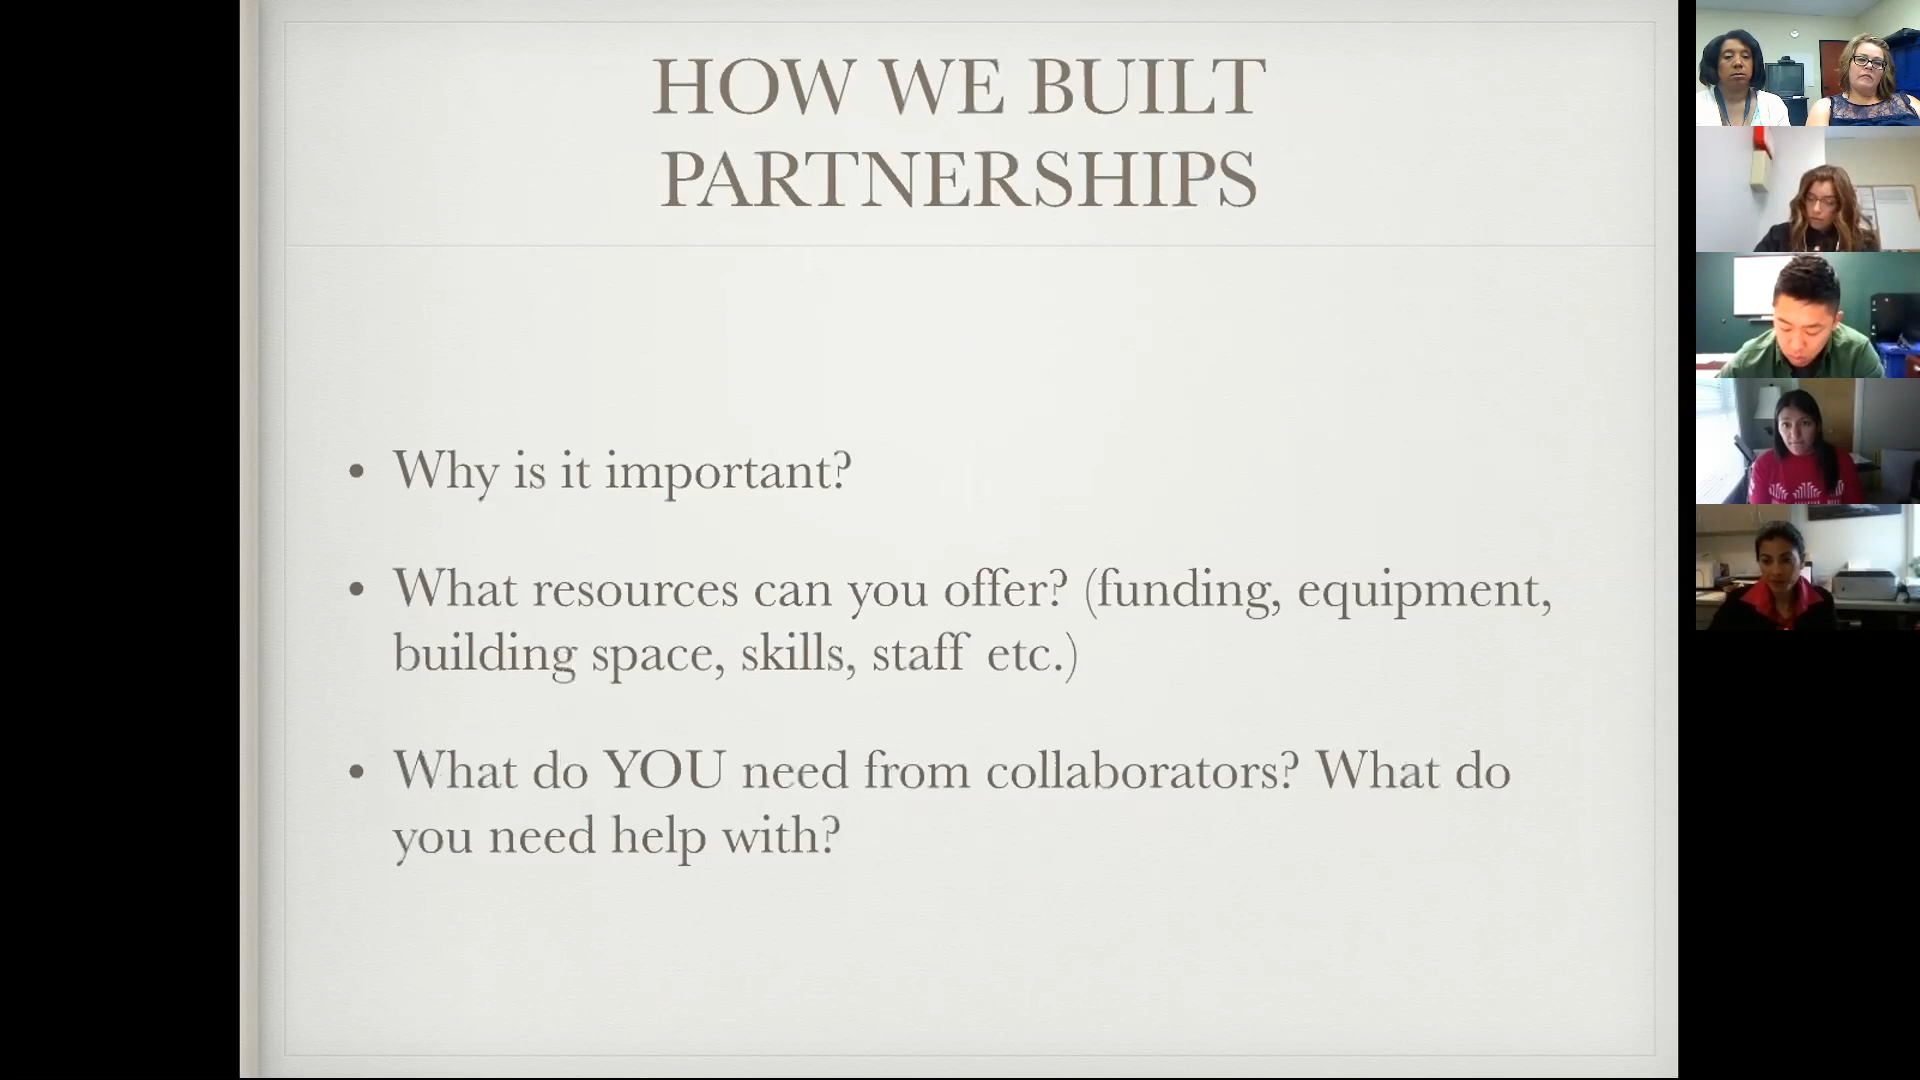 HOW WE BUILT
PARTNERSHIPS
• Why is it important?
• What resources can you offer? (funding, equipment,
building space, skills, staff etc.)
• What do YOU need from collaborators? What do
you need help with?